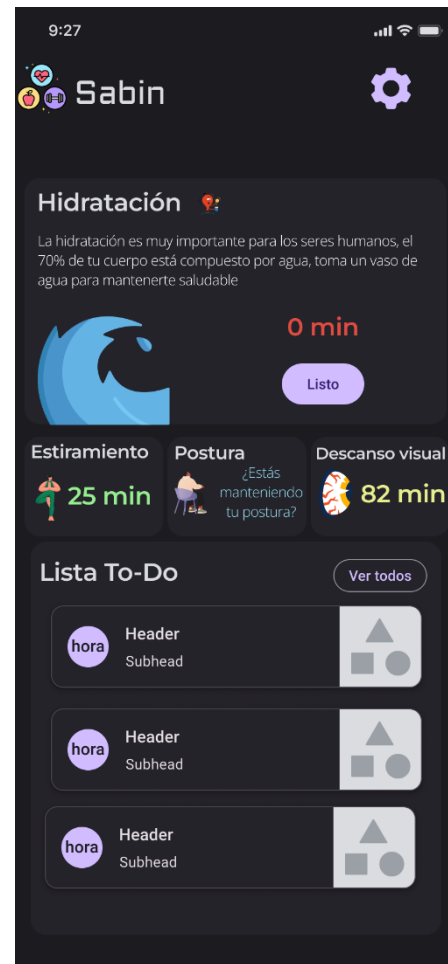 9:27
Sabin
Hidratación
La hidratación es muy importante para los seres humanos, el
70% de tu cuerpo está compuesto por agua, toma un vaso de
agua para mantenerte saludable
0 min
Listo
Estiramiento
25 min
Postura
¿Estás
manteniendo
tu postura?
Descanso visual
82 min
Lista To-Do
Ver todos
hora
Header
Subhead
hora
Header
Subhead
hora
Header
Subhead